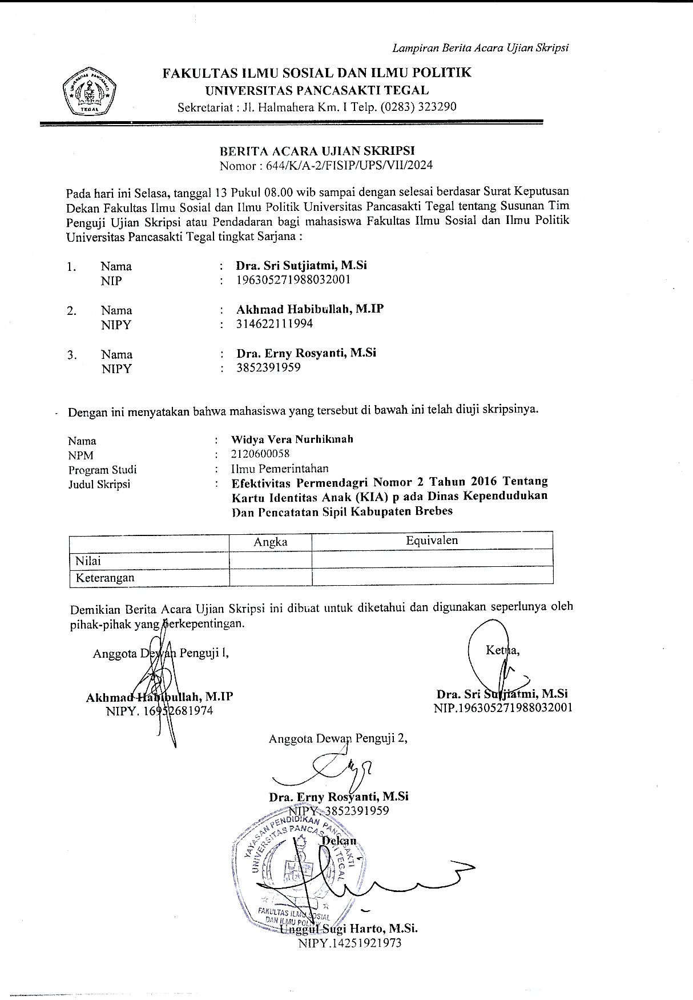 Lampiran Berita Acara Ujian Skripsi
FAKULTAS ILMU SOSIAL DAN ILMU POLITIK
UNIVERSITAS PANCASAKTI TEGAL
Sekretariat : Jl. Halmahera Km. I Telp. (0283) 323290
UNIVERSITAS PANCASAKTI
TEGAL
BERITA ACARA UJIAN SKRIPSI
Nomor : 644/K/A-2/FISIP/UPS/VII/2024
Pada hari ini Selasa, tanggal 13 Pukul 08.00 wib sampai dengan selesai berdasar Surat Keputusan
Dekan Fakultas Ilmu Sosial dan Ilmu Politik Universitas Pancasakti Tegal tentang Susunan Tim
Penguji Ujian Skripsi atau Pendadaran bagi mahasiswa Fakultas Ilmu Sosial dan Ilmu Politik
Universitas Pancasakti Tegal tingkat Sarjana :
1. Nama : Dra. Sri Sutjiatmi, M.Si
NIP : 196305271988032001
2. Nama : Akhmad Habibullah, M.IP
NIPY : 314622111994
3. Nama : Dra. Erny Rosyanti, M.Si
NIPY : 3852391959
- Dengan ini menyatakan bahwa mahasiswa yang tersebut di bawah ini telah diuji skripsinya.
Nama : Widya Vera Nurhikmah
NPM : 2120600058
Program Studi : Ilmu Pemerintahan
Judul Skripsi : Efektivitas Permendagri Nomor 2 Tahun 2016 Tentang
Kartu Identitas Anak (KIA) p ada Dinas Kependudukan
Dan Pencatatan Sipil Kabupaten Brebes
Angka Equivalen
Nilai
Keterangan
Demikian Berita Acara Ujian Skripsi ini dibuat untuk diketahui dan digunakan seperlunya oleh
pihak-pihak yang berkepentingan.
Anggota Dewan Penguji 1, Ketua,
Akhmad Habibullah, M.IP Dra. Sri Sutjiatmi, M.Si
NIPY. 16952681974 NIP.196305271988032001
Anggota Dewan Penguji 2,
Dra. Erny Rosyanti, M.Si
NIPY. 3852391959
Dekan
YAYASAN PENDIDIKAN PANCASAKTI
UNIVERSITAS PANCASAKTI TEGAL
FAKULTAS ILMU SOSIAL
DAN ILMU POLITIK
Unggul Sugi Harto, M.Si.
NIPY.14251921973